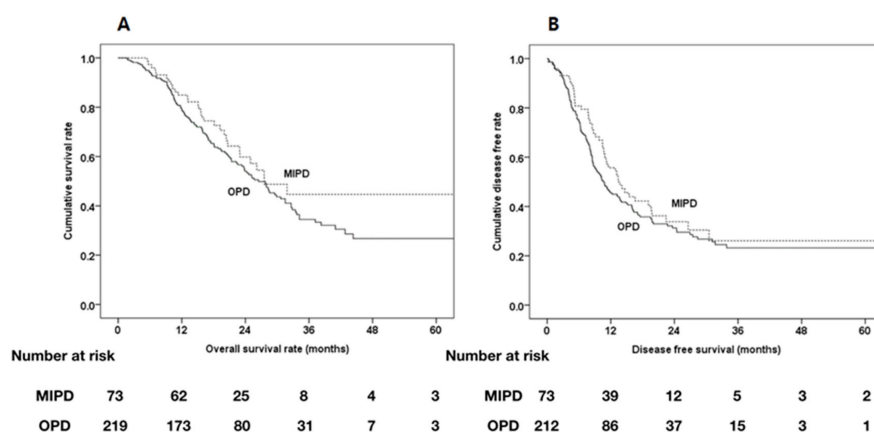 A
B
Cumulative survival rate
1.0
0.8
0.6
0.4
0.2
0.0
MIPD
OPD
0 12 24 36 48 60
Overall survival rate (months)
Cumulative disease free rate
1.0
0.8
0.6
0.4
0.2
0.0
MIPD
OPD
0 12 24 36 48 60
Disease free survival (months)
Number at risk
MIPD 73 62 25 8 4 3
OPD 219 173 80 31 7 3
Number at risk
MIPD 73 39 12 5 3 2
OPD 212 86 37 15 3 1